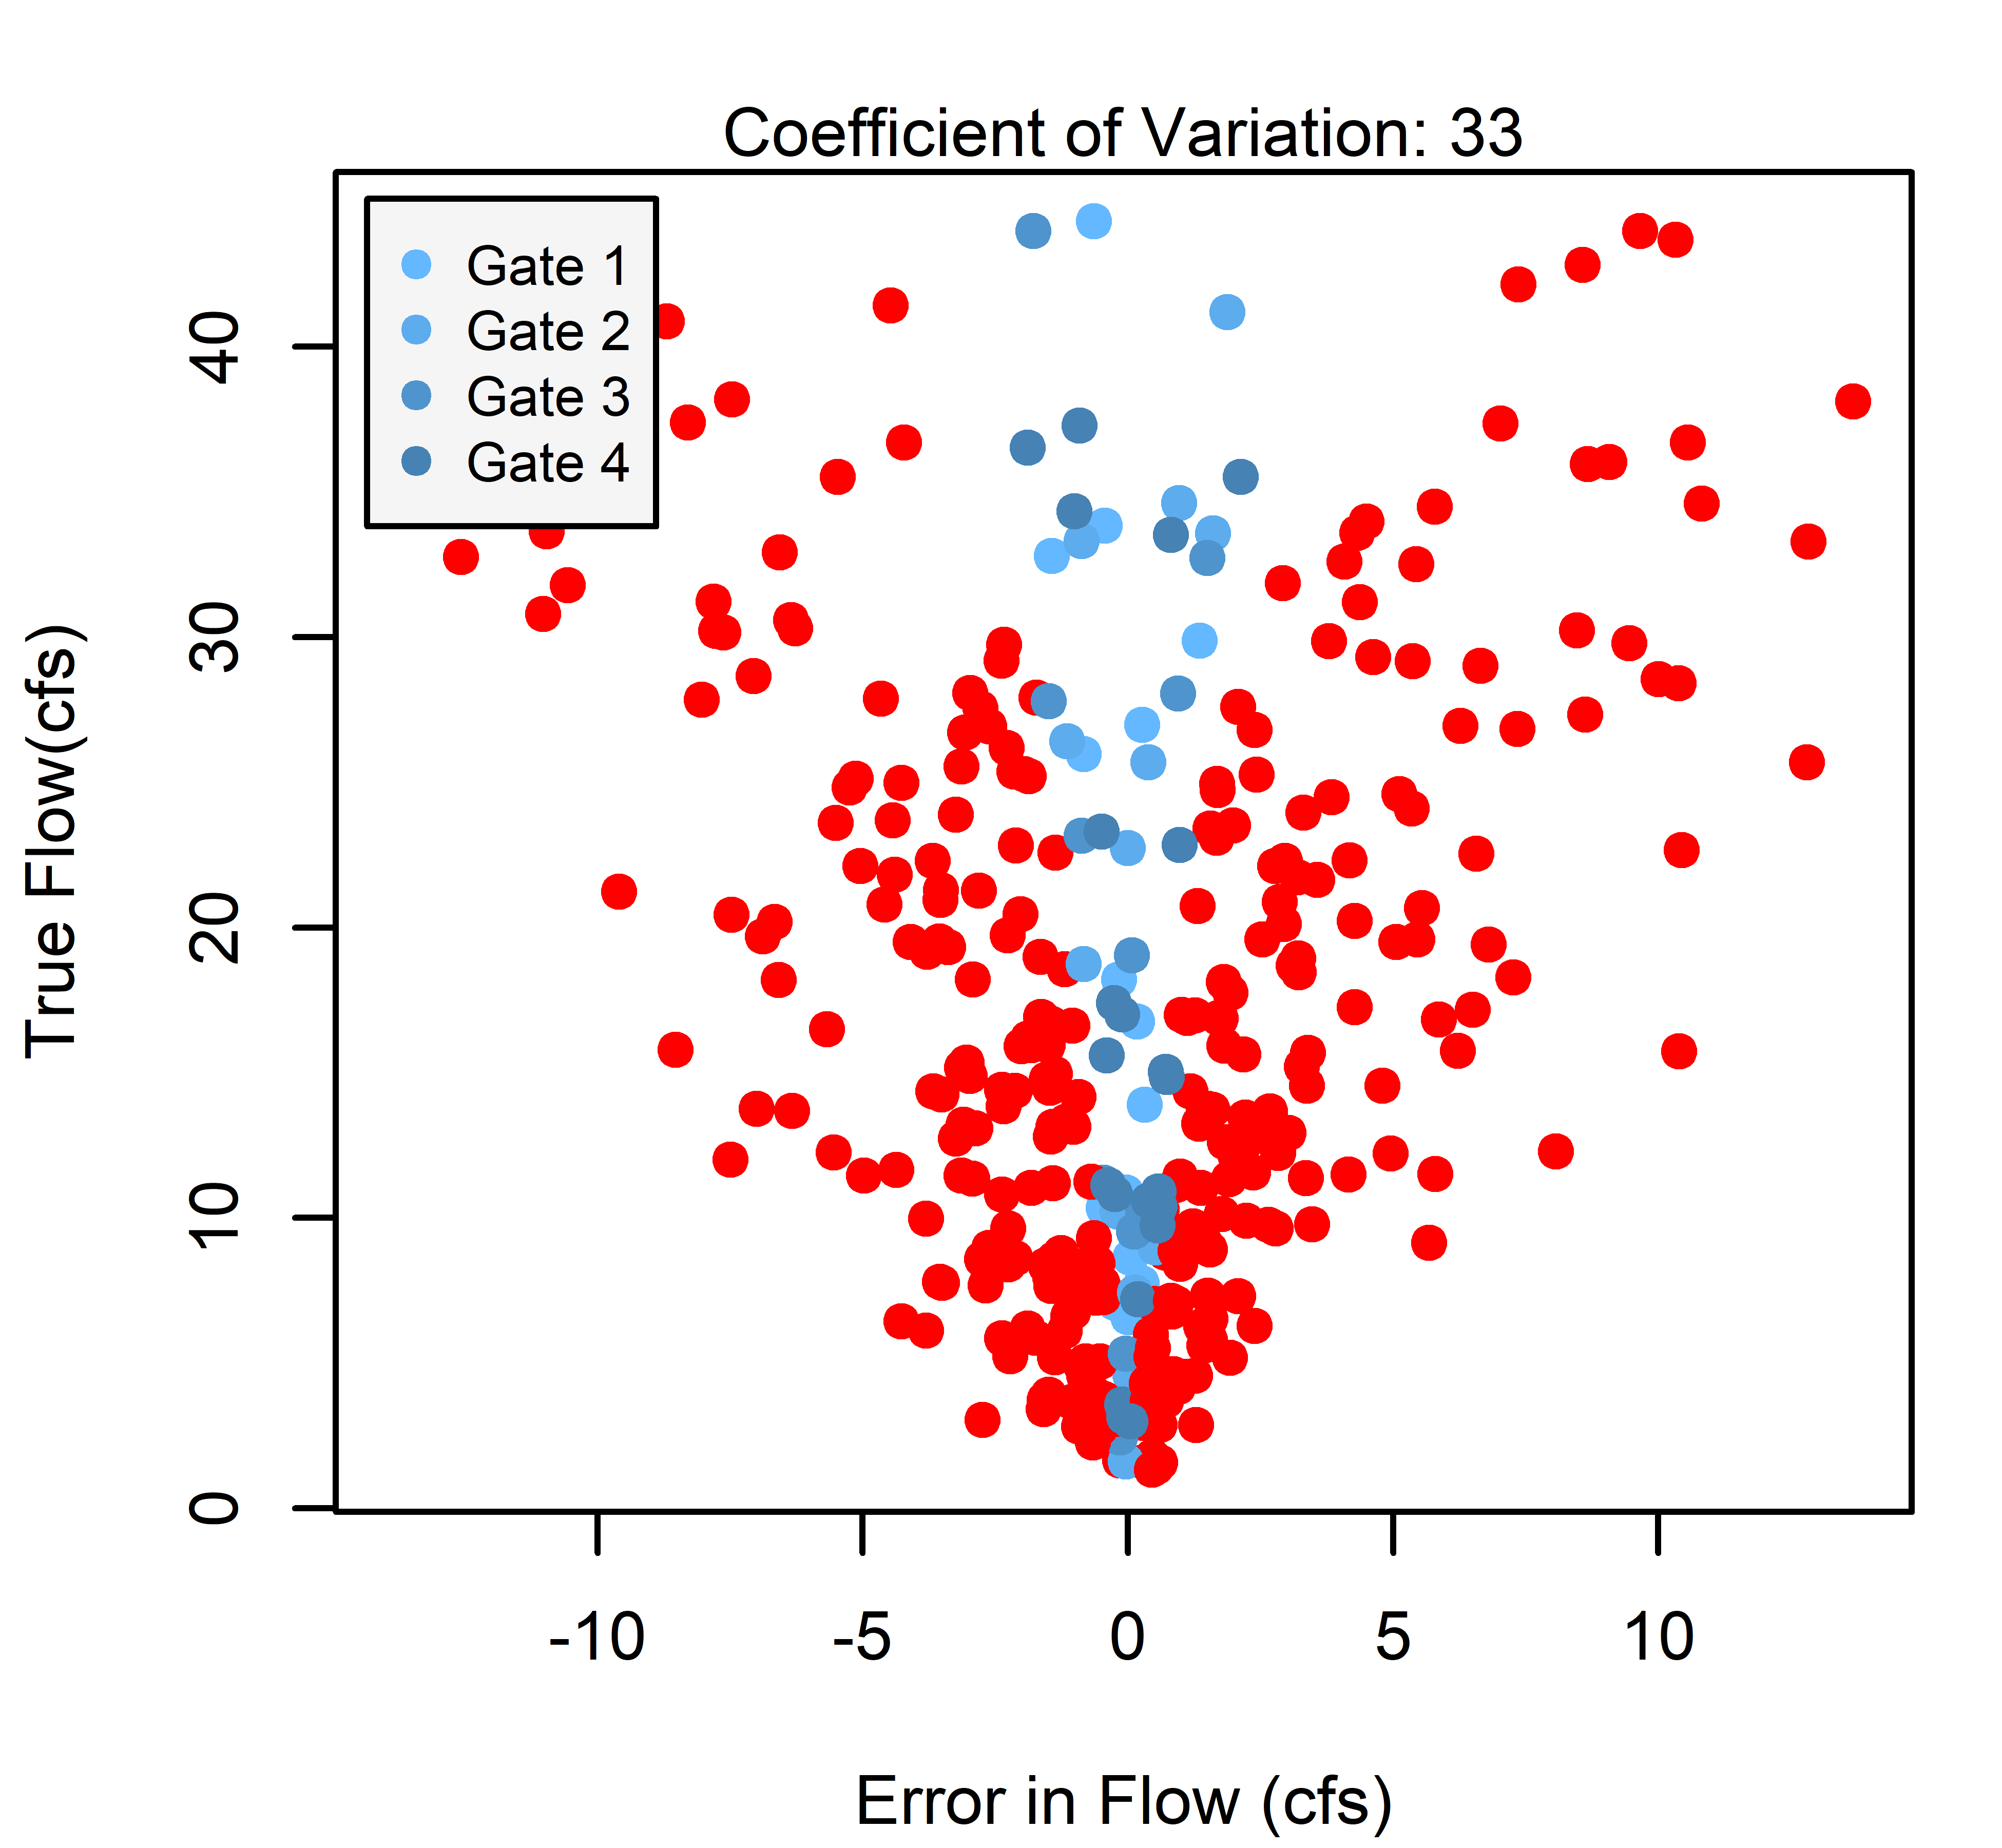 Coefficient of Variation: 33
Gate 1
Gate 2
Gate 3
Gate 4
True Flow(cfs)
40
30
20
10
0
-10 -5 0 5 10
Error in Flow (cfs)